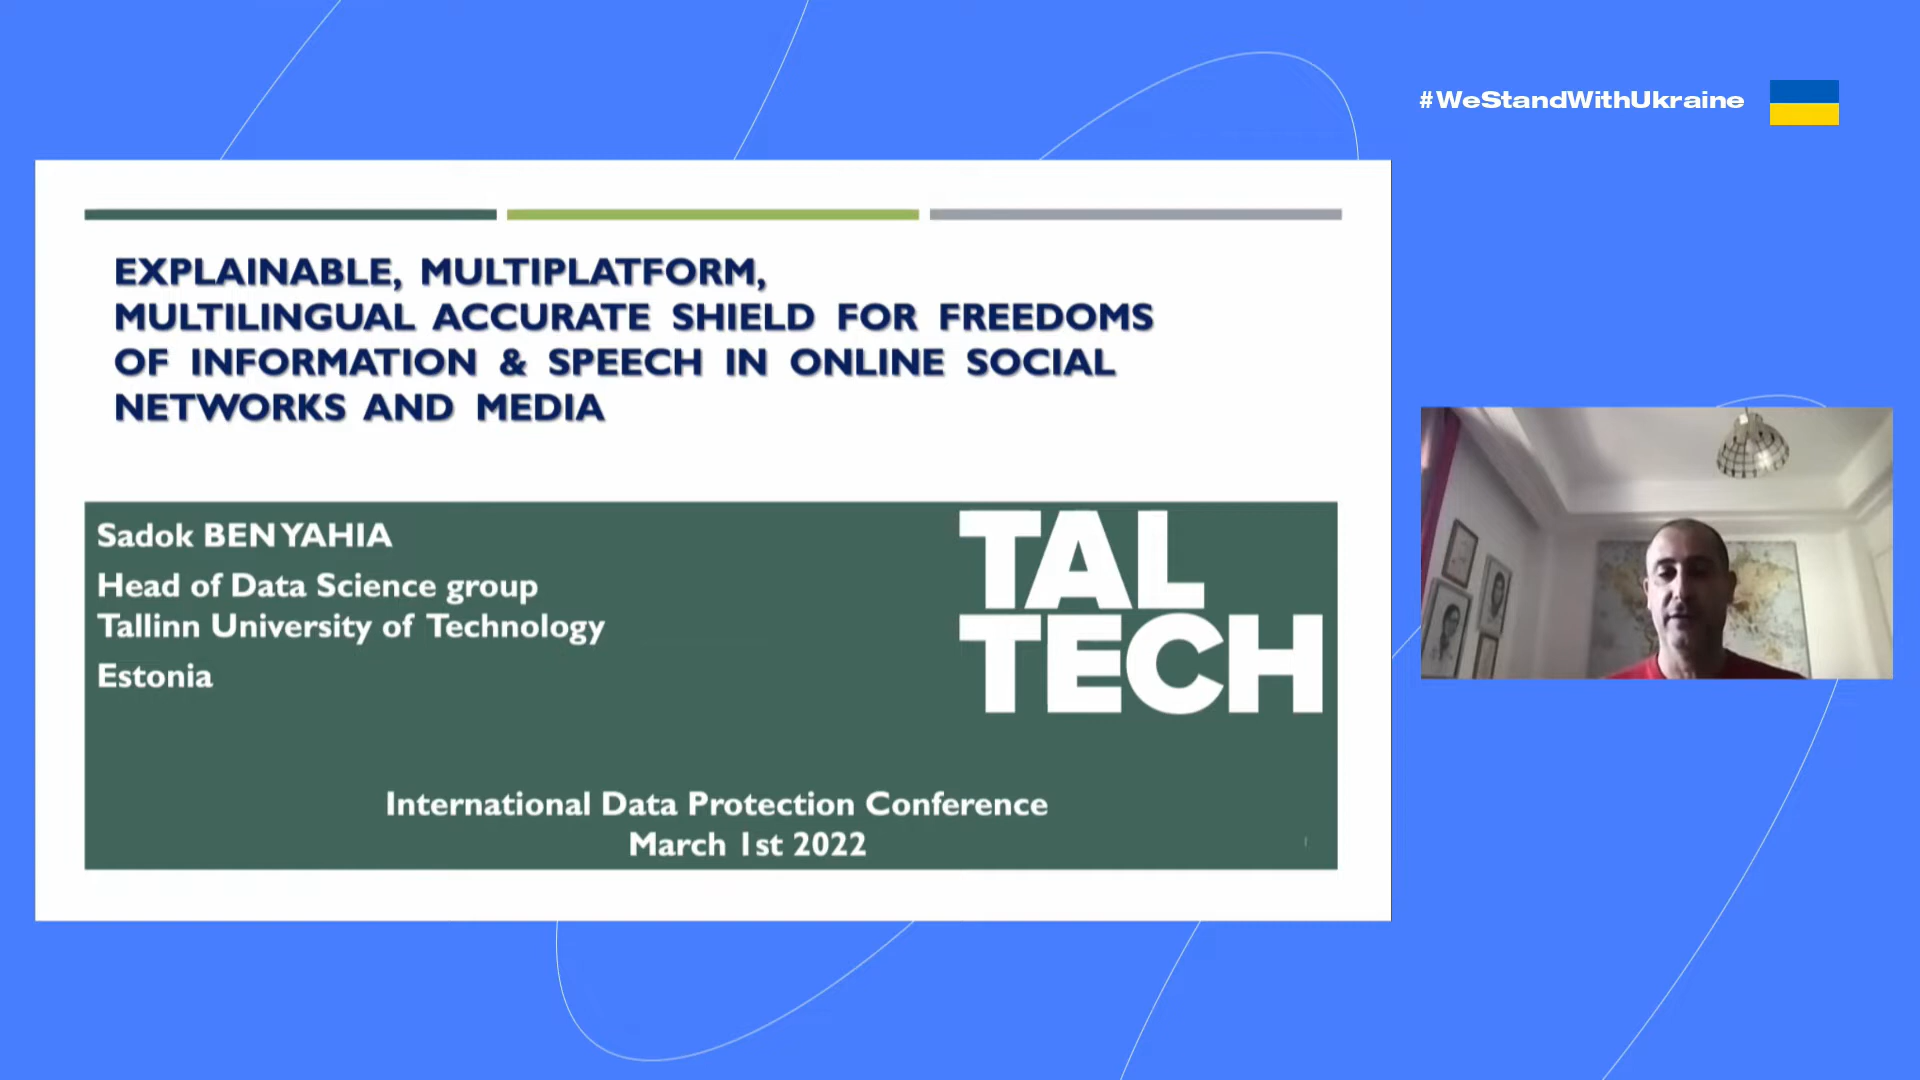 #WeStandWithUkraine
EXPLAINABLE, MULTIPLATFORM,
MULTILINGUAL ACCURATE SHIELD FOR FREEDOMS
OF INFORMATION & SPEECH IN ONLINE SOCIAL
NETWORKS AND MEDIA
Sadok BEN YAHIA
Head of Data Science group
Tallinn University of Technology
Estonia
TAL
TECH
International Data Protection Conference
March 1st 2022
1